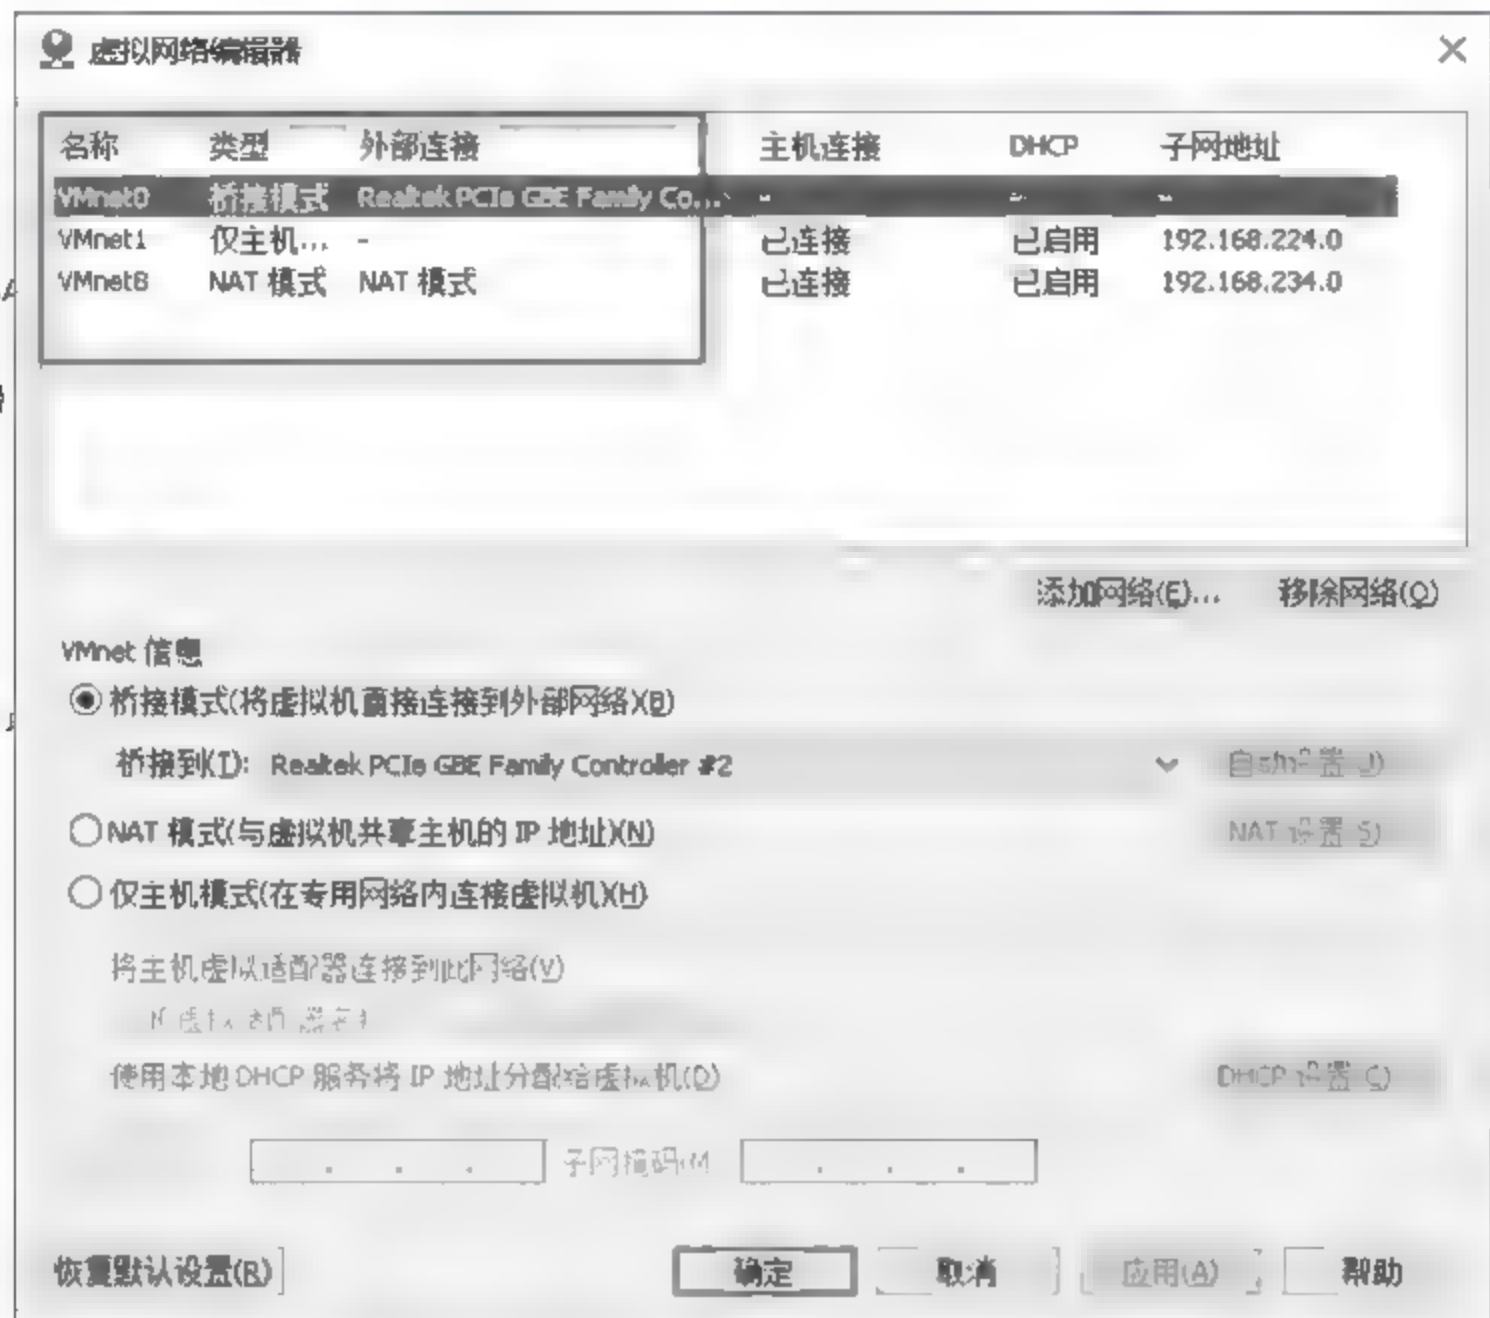 虚拟网络编辑器
名称 类型 外部连接 主机连接 DHCP 子网地址
VMnet0 桥接模式 Realtek PCIe GBE Family Co... - - -
VMnet1 仅主机... - 已连接 已启用 192.168.224.0
VMnet8 NAT 模式 NAT 模式 已连接 已启用 192.168.234.0
添加网络(E)... 移除网络(O)
VMnet 信息
桥接模式(将虚拟机直接连接到外部网络)(B)
桥接到(T): Realtek PCIe GBE Family Controller #2
NAT 模式(与虚拟机共享主机的 IP 地址)(N) NAT 设置 S)
仅主机模式(在专用网络内连接虚拟机)(H)
将主机虚拟适配器连接到此网络(V)
使用本地 DHCP 服务将 IP 地址分配给虚拟机(D) DHCP 设置 C)
. . . 子网掩码(M . . .
恢复默认设置(R) 确定 取消 应用(A) 帮助